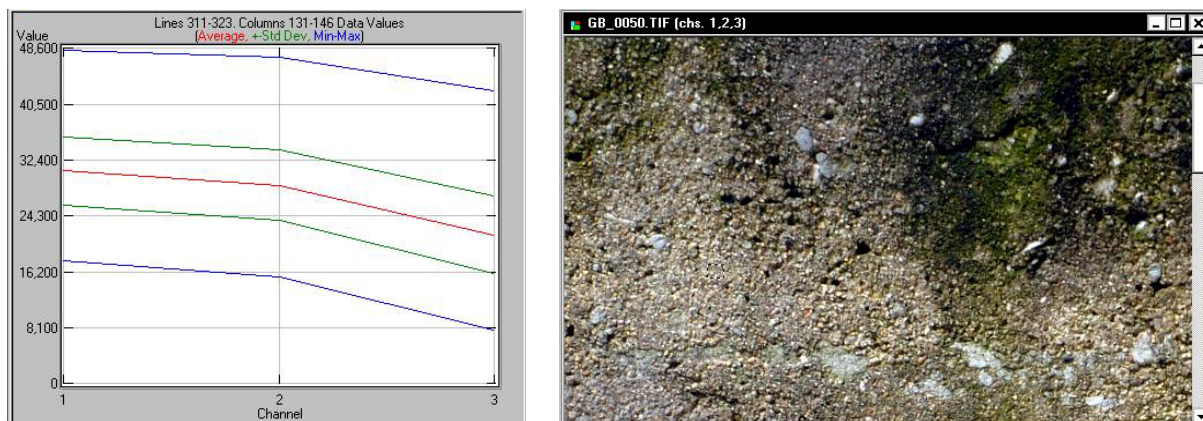 Lines 311-323. Columns 131-146 Data Values
(Average, +-Std Dev, Min-Max)
Value
48,600
40,500
32,400
24,300
16,200
8,100
0
1 2 3
Channel
GB_0050.TIF (chs. 1,2,3)